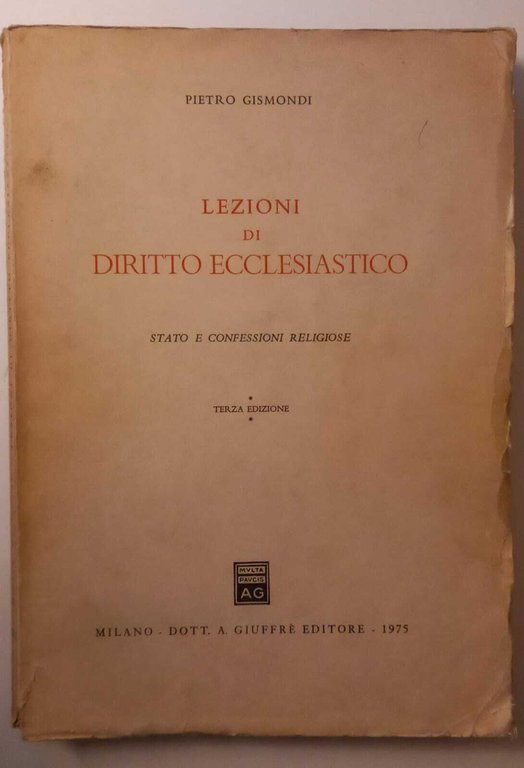 PIETRO GISMONDI
LEZIONI
DI
DIRITTO ECCLESIASTICO
STATO E CONFESSIONI RELIGIOSE
*
TERZA EDIZIONE
*
MVLTA
PAVCIS
AG
MILANO - DOTT. A. GIUFFRÈ EDITORE - 1975